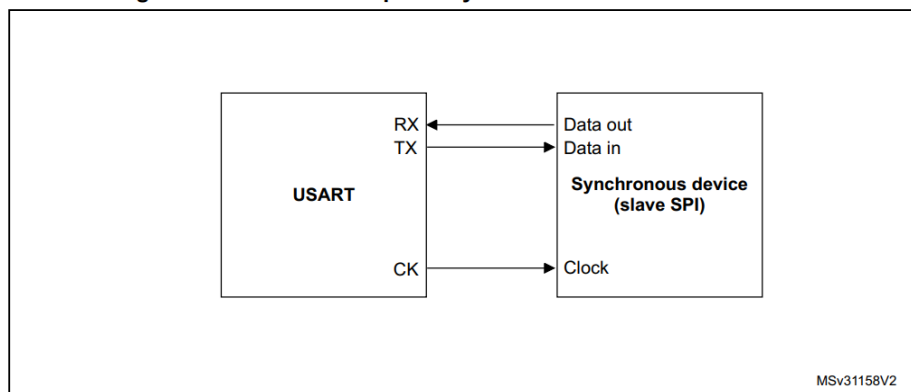 RX
Data out
TX
Data in
USART
Synchronous device
(slave SPI)
CK
Clock
MSv31158V2